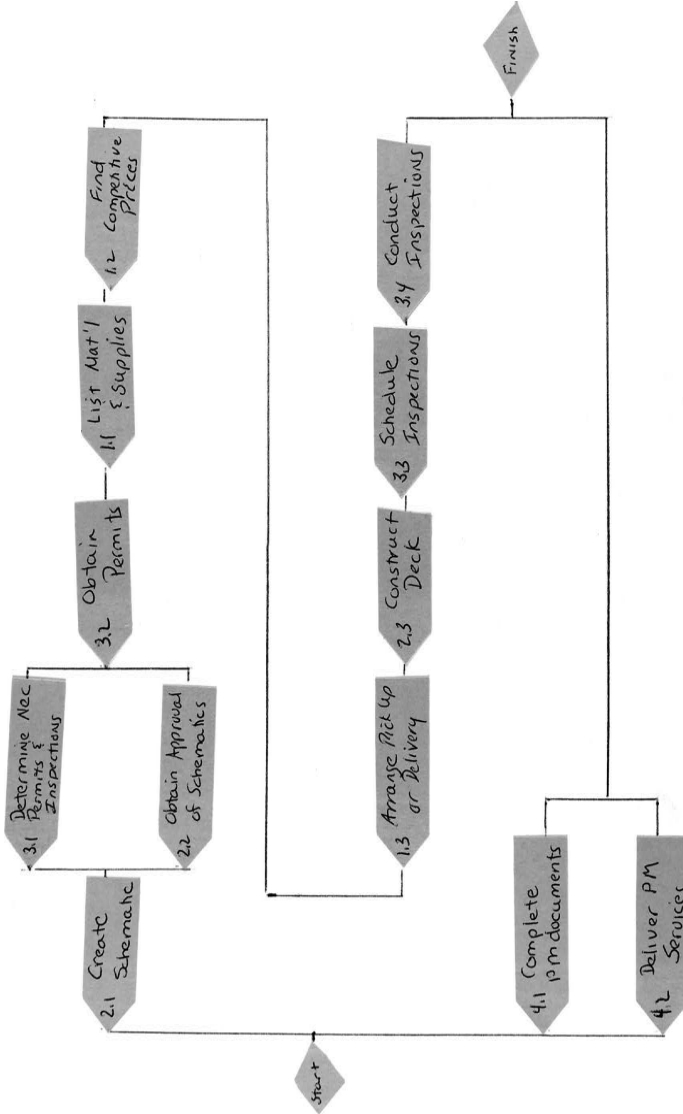 Start
2.1 Create
Schematic
3.1 Determine Nec
Permits &
Inspections
2.2 Obtain Approval
of Schematics
3.2 Obtain
Permits
1.1 List Mat'l
& Supplies
1.2 Find
Competitive
Prices
1.3 Arrange Pick Up
or Delivery
2.3 Construct
Deck
3.3 Schedule
Inspections
3.4 Conduct
Inspections
4.1 Complete
pm documents
4.2 Deliver PM
Services
Finish